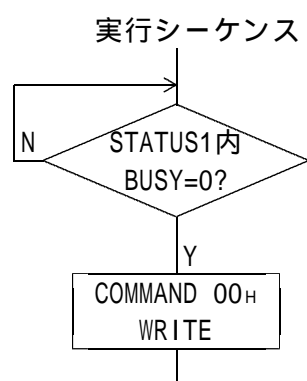 実行シーケンス
N
STATUS1内
BUSY=0?
Y
COMMAND 00H
WRITE